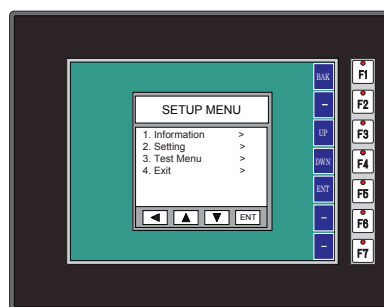 SETUP MENU
1. Information >
2. Setting >
3. Test Menu >
4. Exit >
ENT
BAK
–
UP
DWN
ENT
–
–
F1
F2
F3
F4
F5
F6
F7